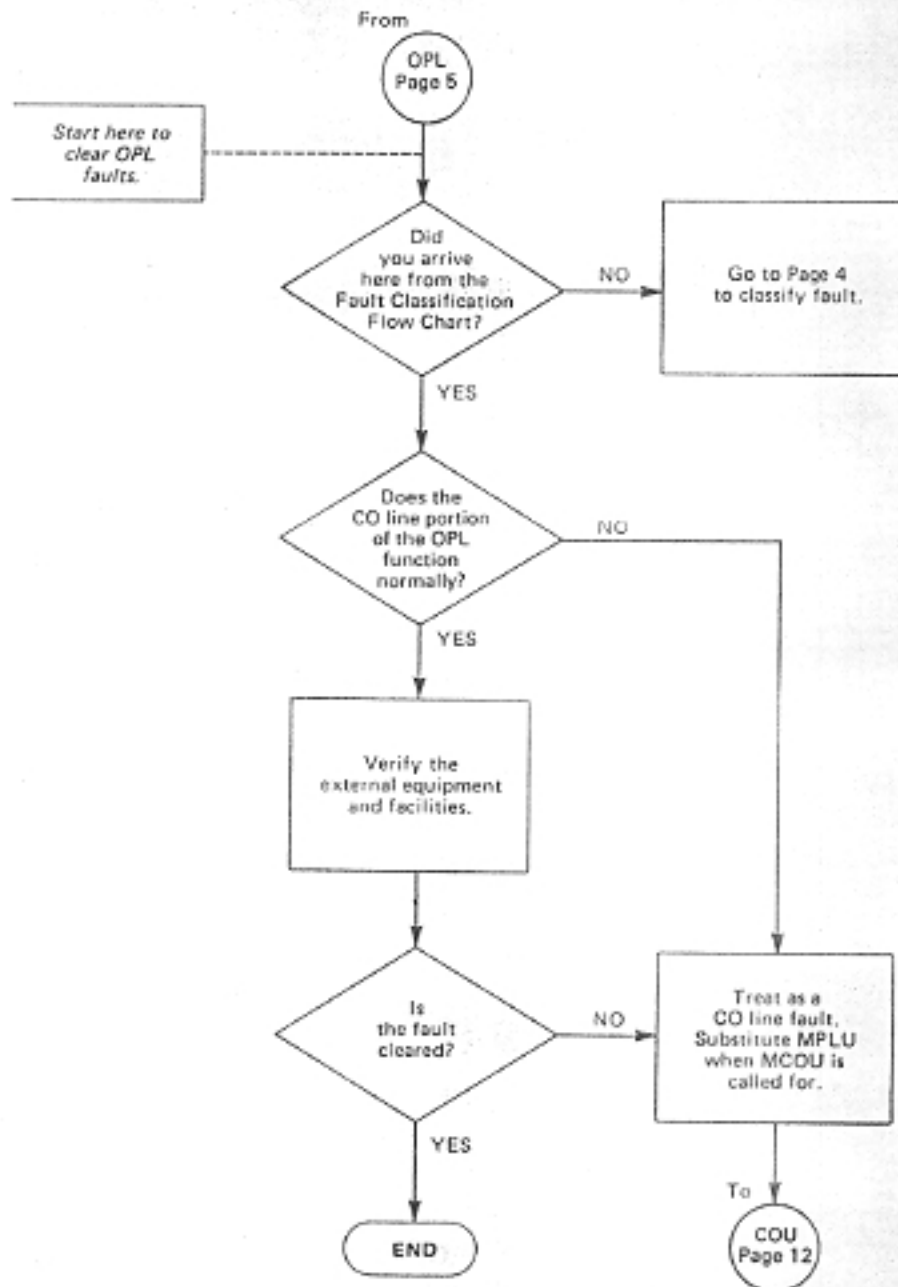 From
OPL
Page 5
Start here to
clear OPL
faults.
Did
you arrive
here from the
Fault Classification
Flow Chart?
NO
Go to Page 4
to classify fault.
YES
Does the
CO line portion
of the OPL
function
normally?
NO
YES
Verify the
external equipment
and facilities.
Is
the fault
cleared?
NO
Treat as a
CO line fault,
Substitute MPLU
when MCOU is
called for.
YES
To
END
COU
Page 12